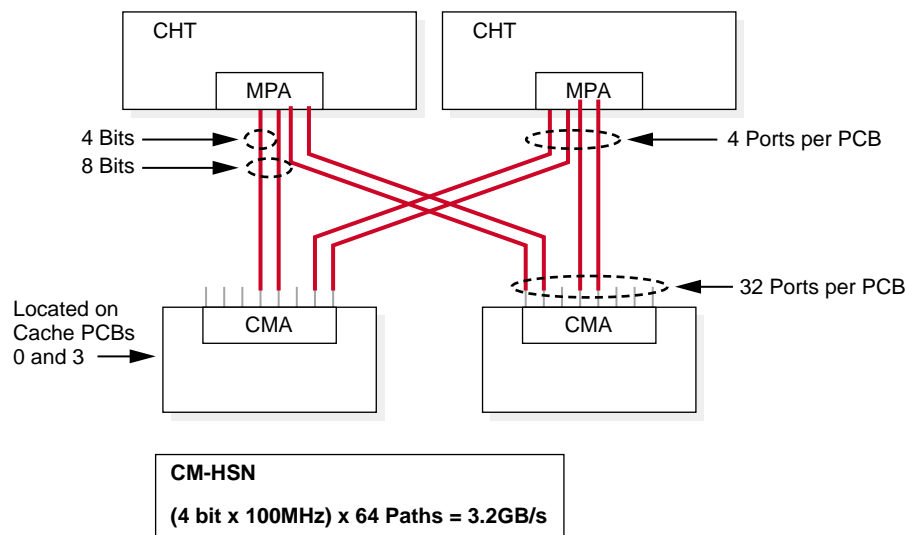 CHT
CHT
MPA
MPA
4 Bits
8 Bits
4 Ports per PCB
32 Ports per PCB
Located on
Cache PCBs
0 and 3
CMA
CMA
CM-HSN
(4 bit x 100MHz) x 64 Paths = 3.2GB/s